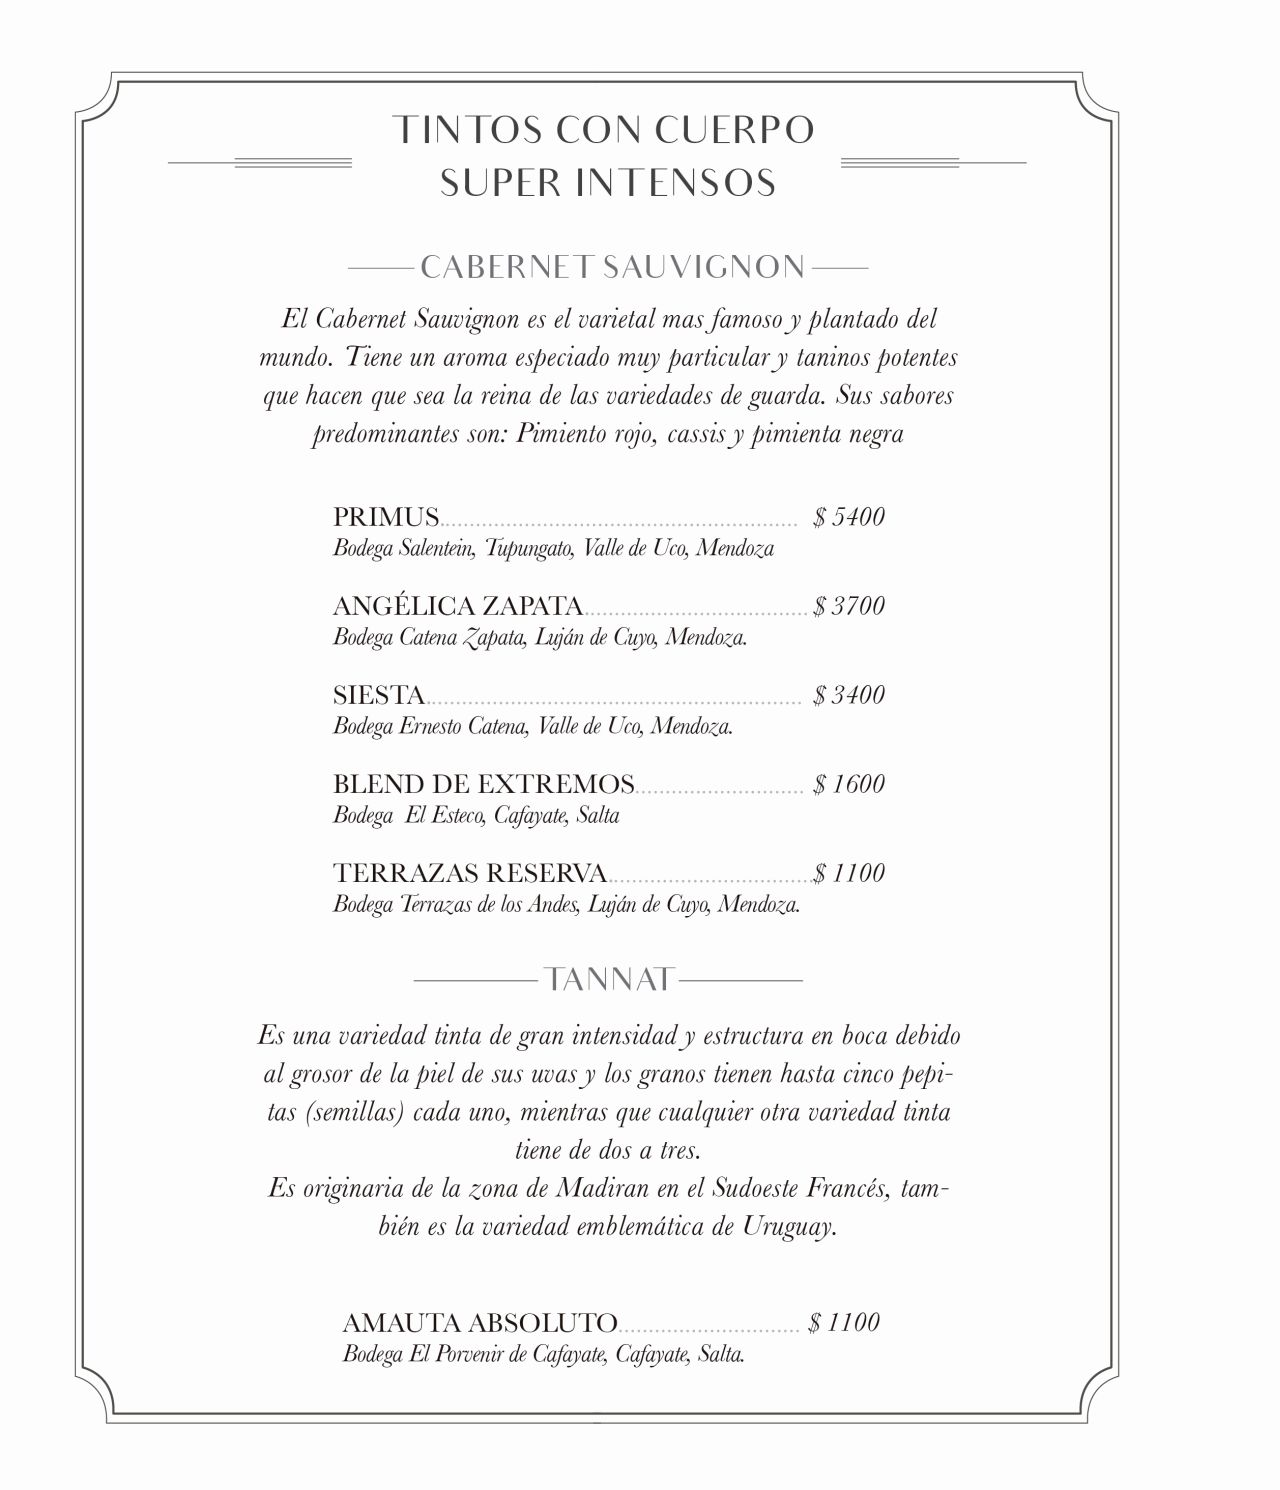 TINTOS CON CUERPO
SUPER INTENSOS
CABERNET SAUVIGNON
El Cabernet Sauvignon es el varietal mas famoso y plantado del
mundo. Tiene un aroma especiado muy particular y taninos potentes
que hacen que sea la reina de las variedades de guarda. Sus sabores
predominantes son: Pimiento rojo, cassis y pimienta negra
PRIMUS............................................................ $ 5400
Bodega Salentein, Tupungato, Valle de Uco, Mendoza
ANGÉLICA ZAPATA...................................... $ 3700
Bodega Catena Zapata, Luján de Cuyo, Mendoza.
SIESTA............................................................... $ 3400
Bodega Ernesto Catena, Valle de Uco, Mendoza.
BLEND DE EXTREMOS............................ $ 1600
Bodega El Esteco, Cafayate, Salta
TERRAZAS RESERVA..................................$ 1100
Bodega Terrazas de los Andes, Luján de Cuyo, Mendoza.
TANNAT
Es una variedad tinta de gran intensidad y estructura en boca debido
al grosor de la piel de sus uvas y los granos tienen hasta cinco pepi-
tas (semillas) cada uno, mientras que cualquier otra variedad tinta
tiene de dos a tres.
Es originaria de la zona de Madiran en el Sudoeste Francés, tam-
bién es la variedad emblemática de Uruguay.
AMAUTA ABSOLUTO.............................. $ 1100
Bodega El Porvenir de Cafayate, Cafayate, Salta.